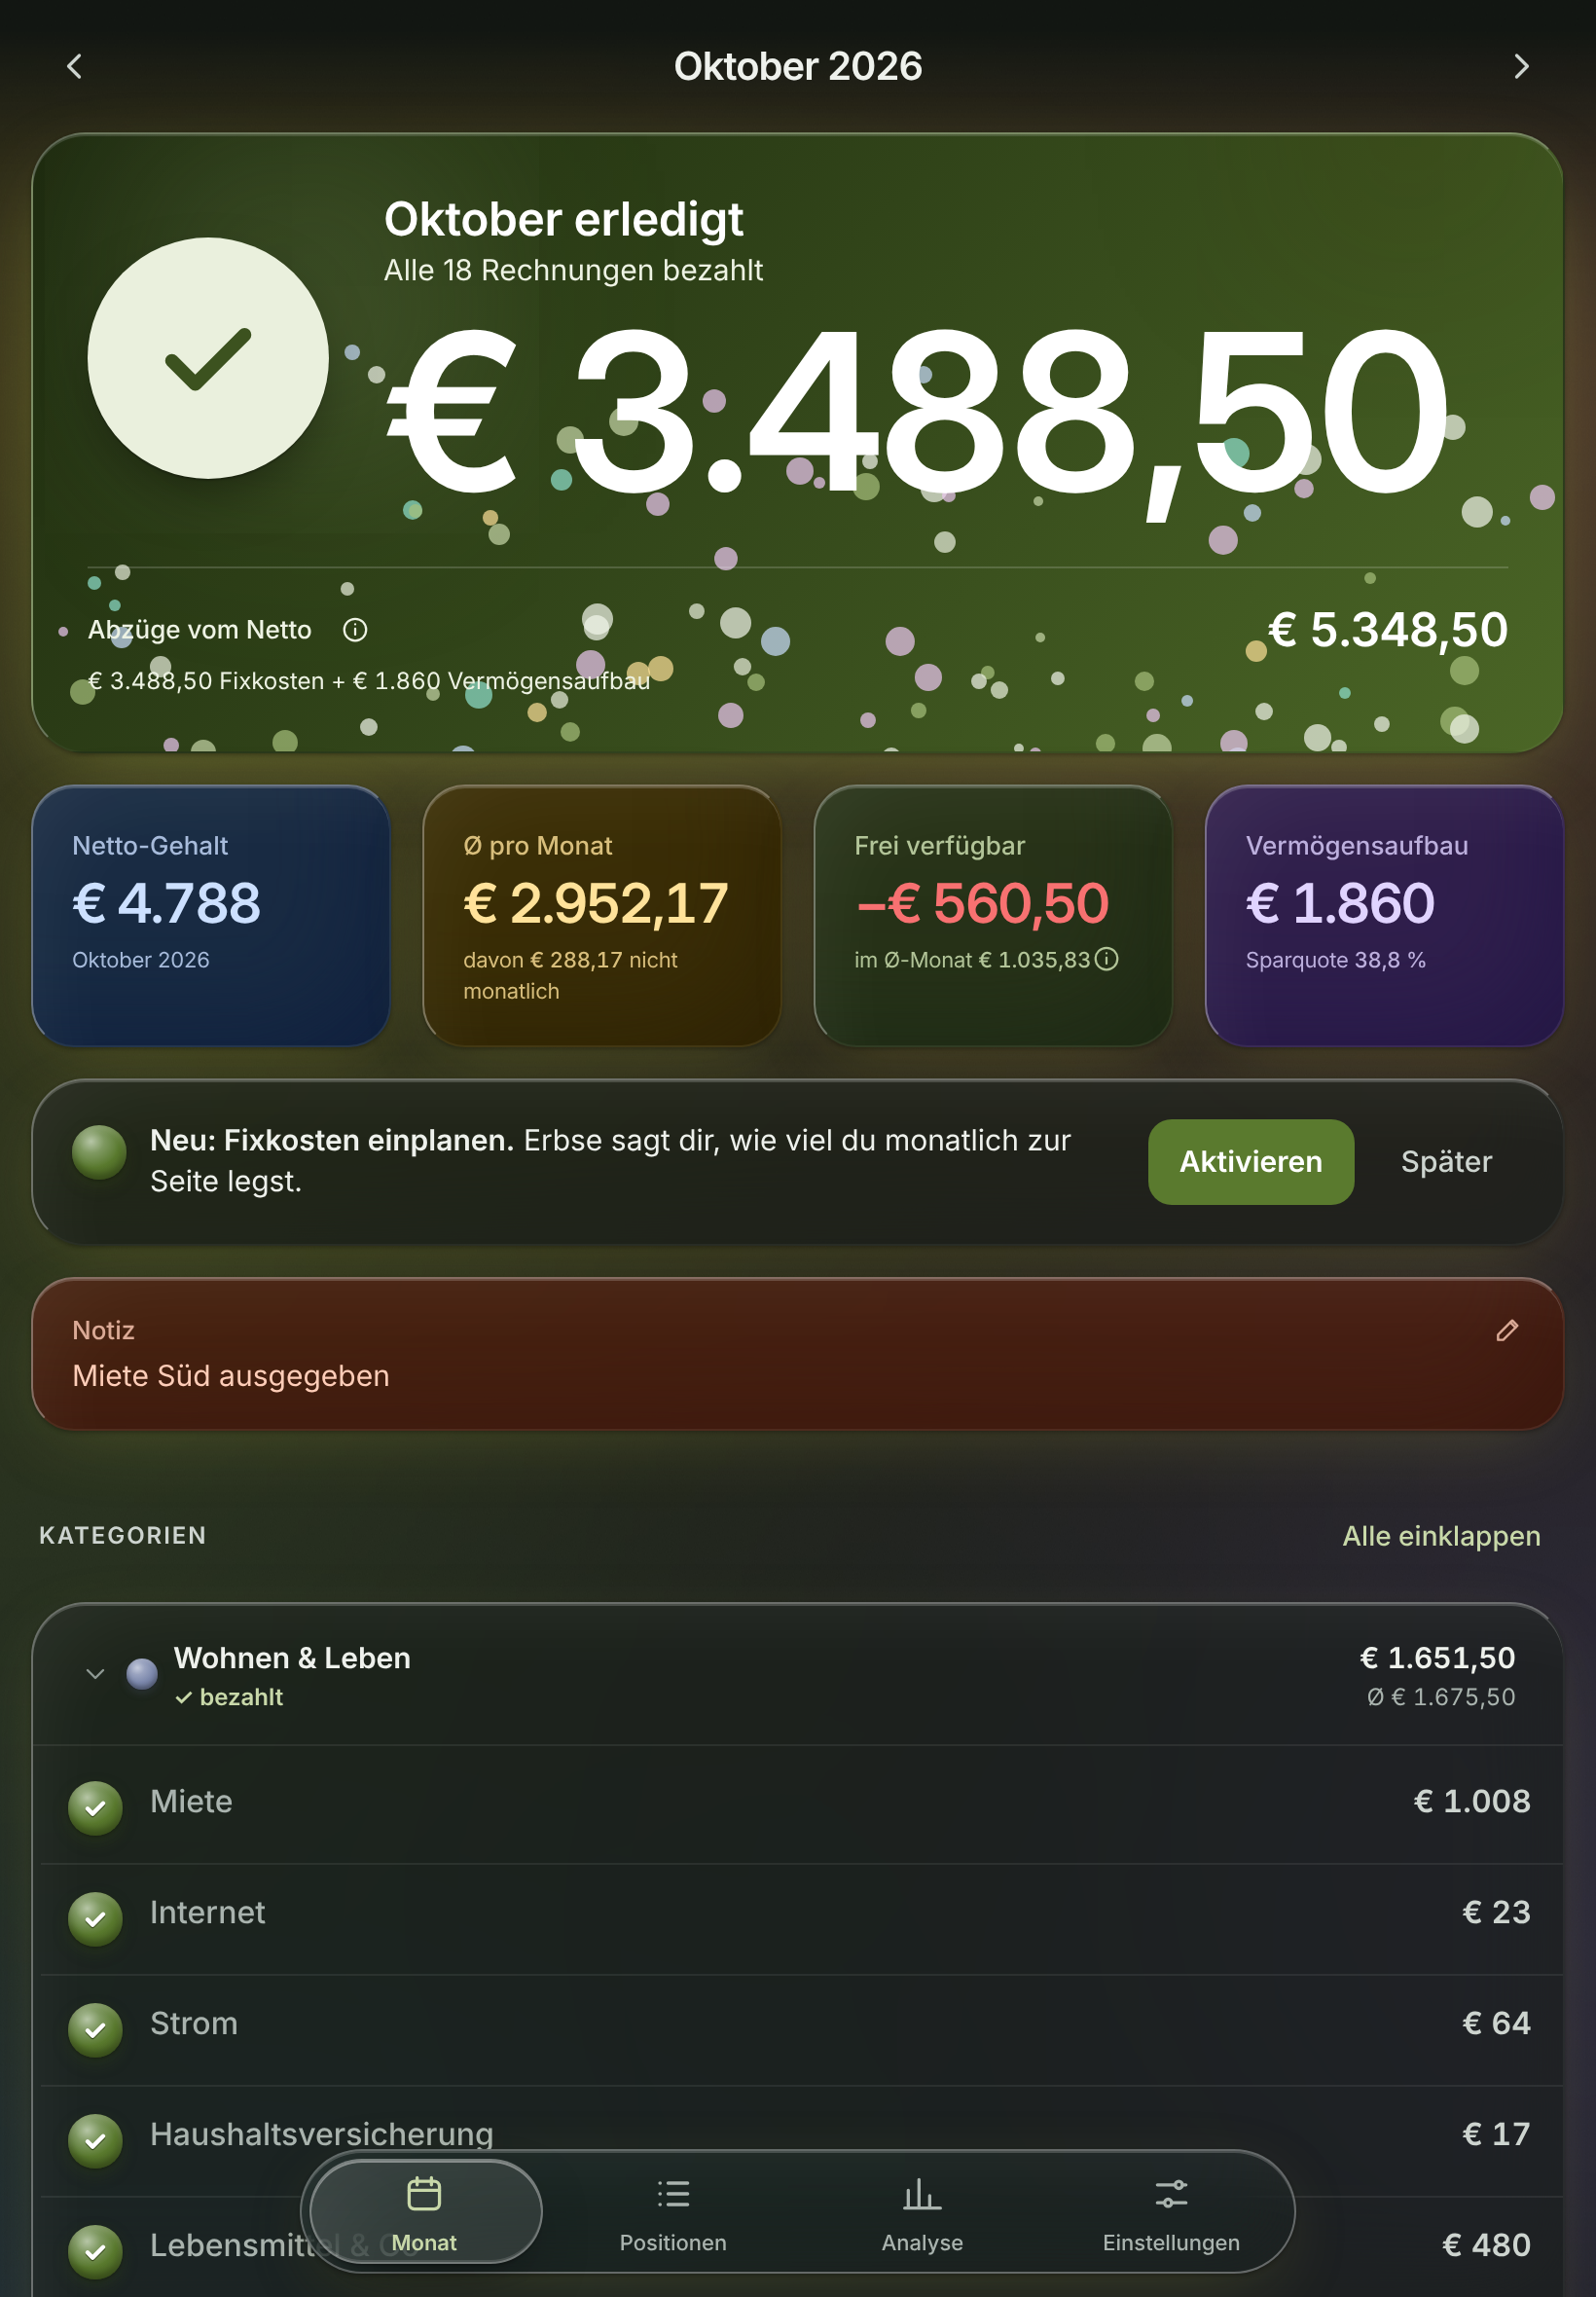 Oktober 2026
Oktober erledigt
Alle 18 Rechnungen bezahlt
€ 3.488,50
Abzüge vom Netto
€ 5.348,50
€ 3.488,50 Fixkosten + € 1.860 Vermögensaufbau
Netto-Gehalt
€ 4.788
Oktober 2026
Ø pro Monat
€ 2.952,17
davon € 288,17 nicht
monatlich
Frei verfügbar
–€ 560,50
im Ø-Monat € 1.035,83
Vermögensaufbau
€ 1.860
Sparquote 38,8 %
Neu: Fixkosten einplanen. Erbse sagt dir, wie viel du monatlich zur
Seite legst.
Aktivieren
Später
Notiz
Miete Süd ausgegeben
KATEGORIEN
Alle einklappen
Wohnen & Leben
€ 1.651,50
bezahlt
Ø € 1.675,50
Miete
€ 1.008
Internet
€ 23
Strom
€ 64
Haushaltsversicherung
€ 17
Lebensmittel &
€ 480
Monat
Positionen
Analyse
Einstellungen